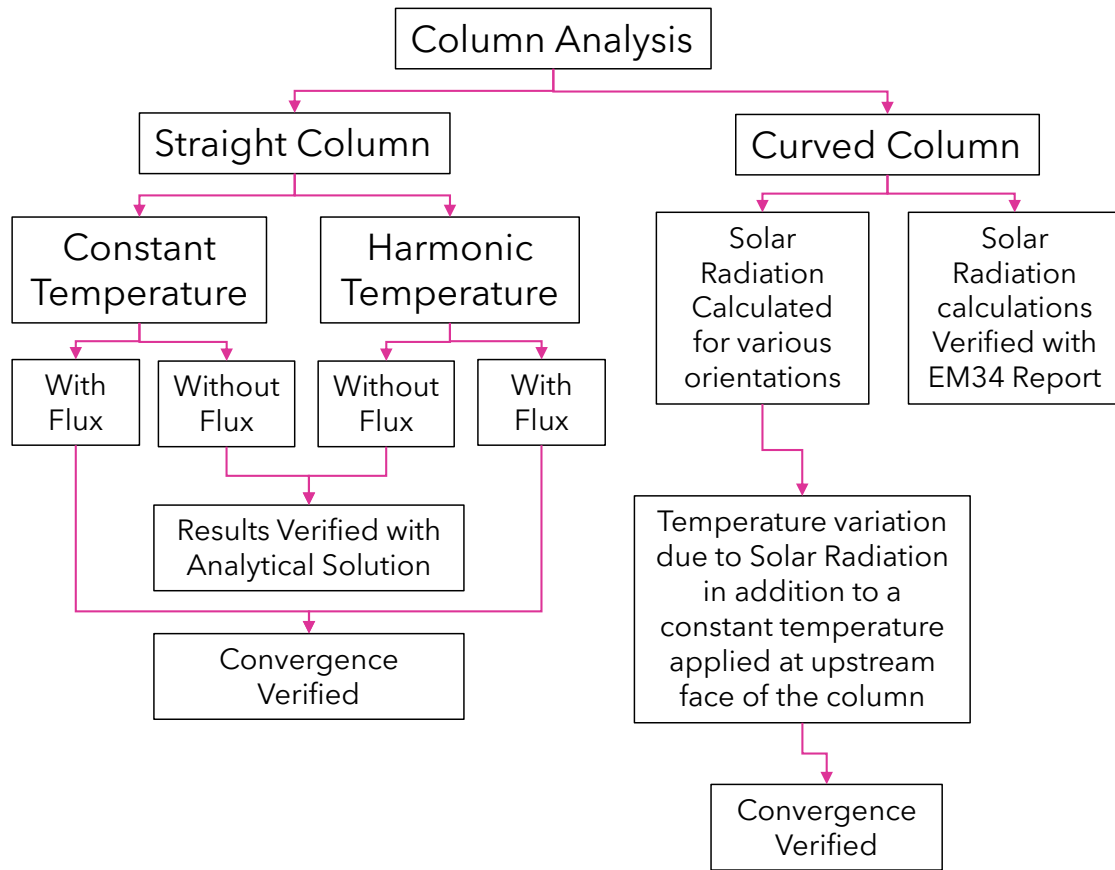 Column Analysis
Straight Column
Curved Column
Constant
Temperature
Harmonic
Temperature
Solar
Radiation
Calculated
for various
orientations
Solar
Radiation
calculations
Verified with
EM34 Report
With
Flux
Without
Flux
Without
Flux
With
Flux
Results Verified with
Analytical Solution
Temperature variation
due to Solar Radiation
in addition to a
constant temperature
applied at upstream
face of the column
Convergence
Verified
Convergence
Verified